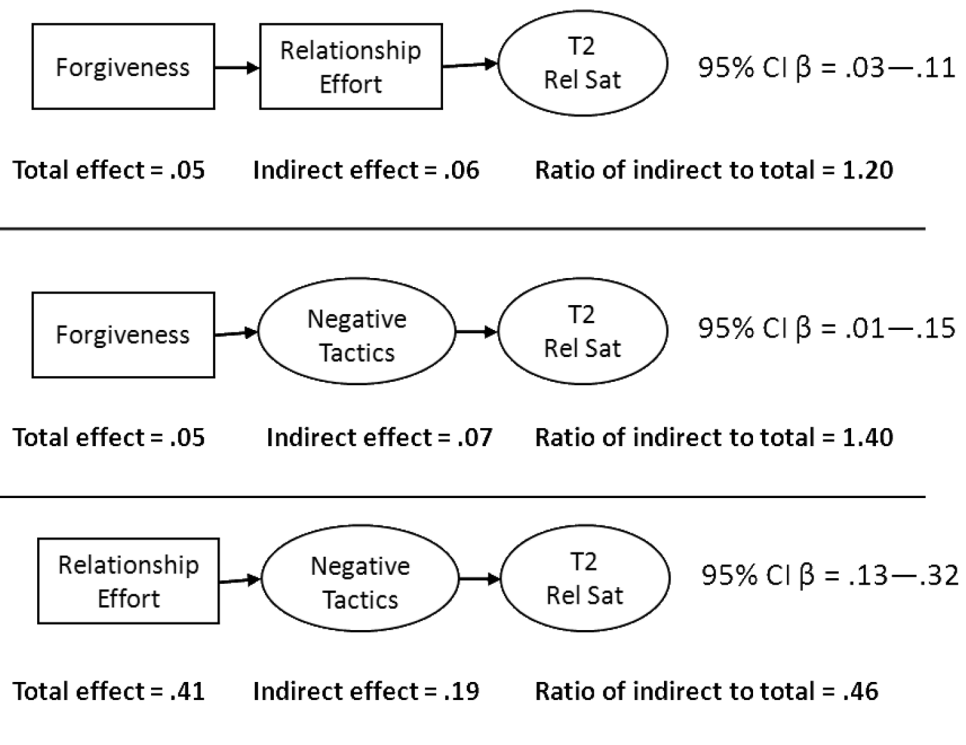 Forgiveness
Relationship
Effort
T2
Rel Sat
95% CI β = .03—.11
Total effect = .05
Indirect effect = .06
Ratio of indirect to total = 1.20
Forgiveness
Negative
Tactics
T2
Rel Sat
95% CI β = .01—.15
Total effect = .05
Indirect effect = .07
Ratio of indirect to total = 1.40
Relationship
Effort
Negative
Tactics
T2
Rel Sat
95% CI β = .13—.32
Total effect = .41
Indirect effect = .19
Ratio of indirect to total = .46